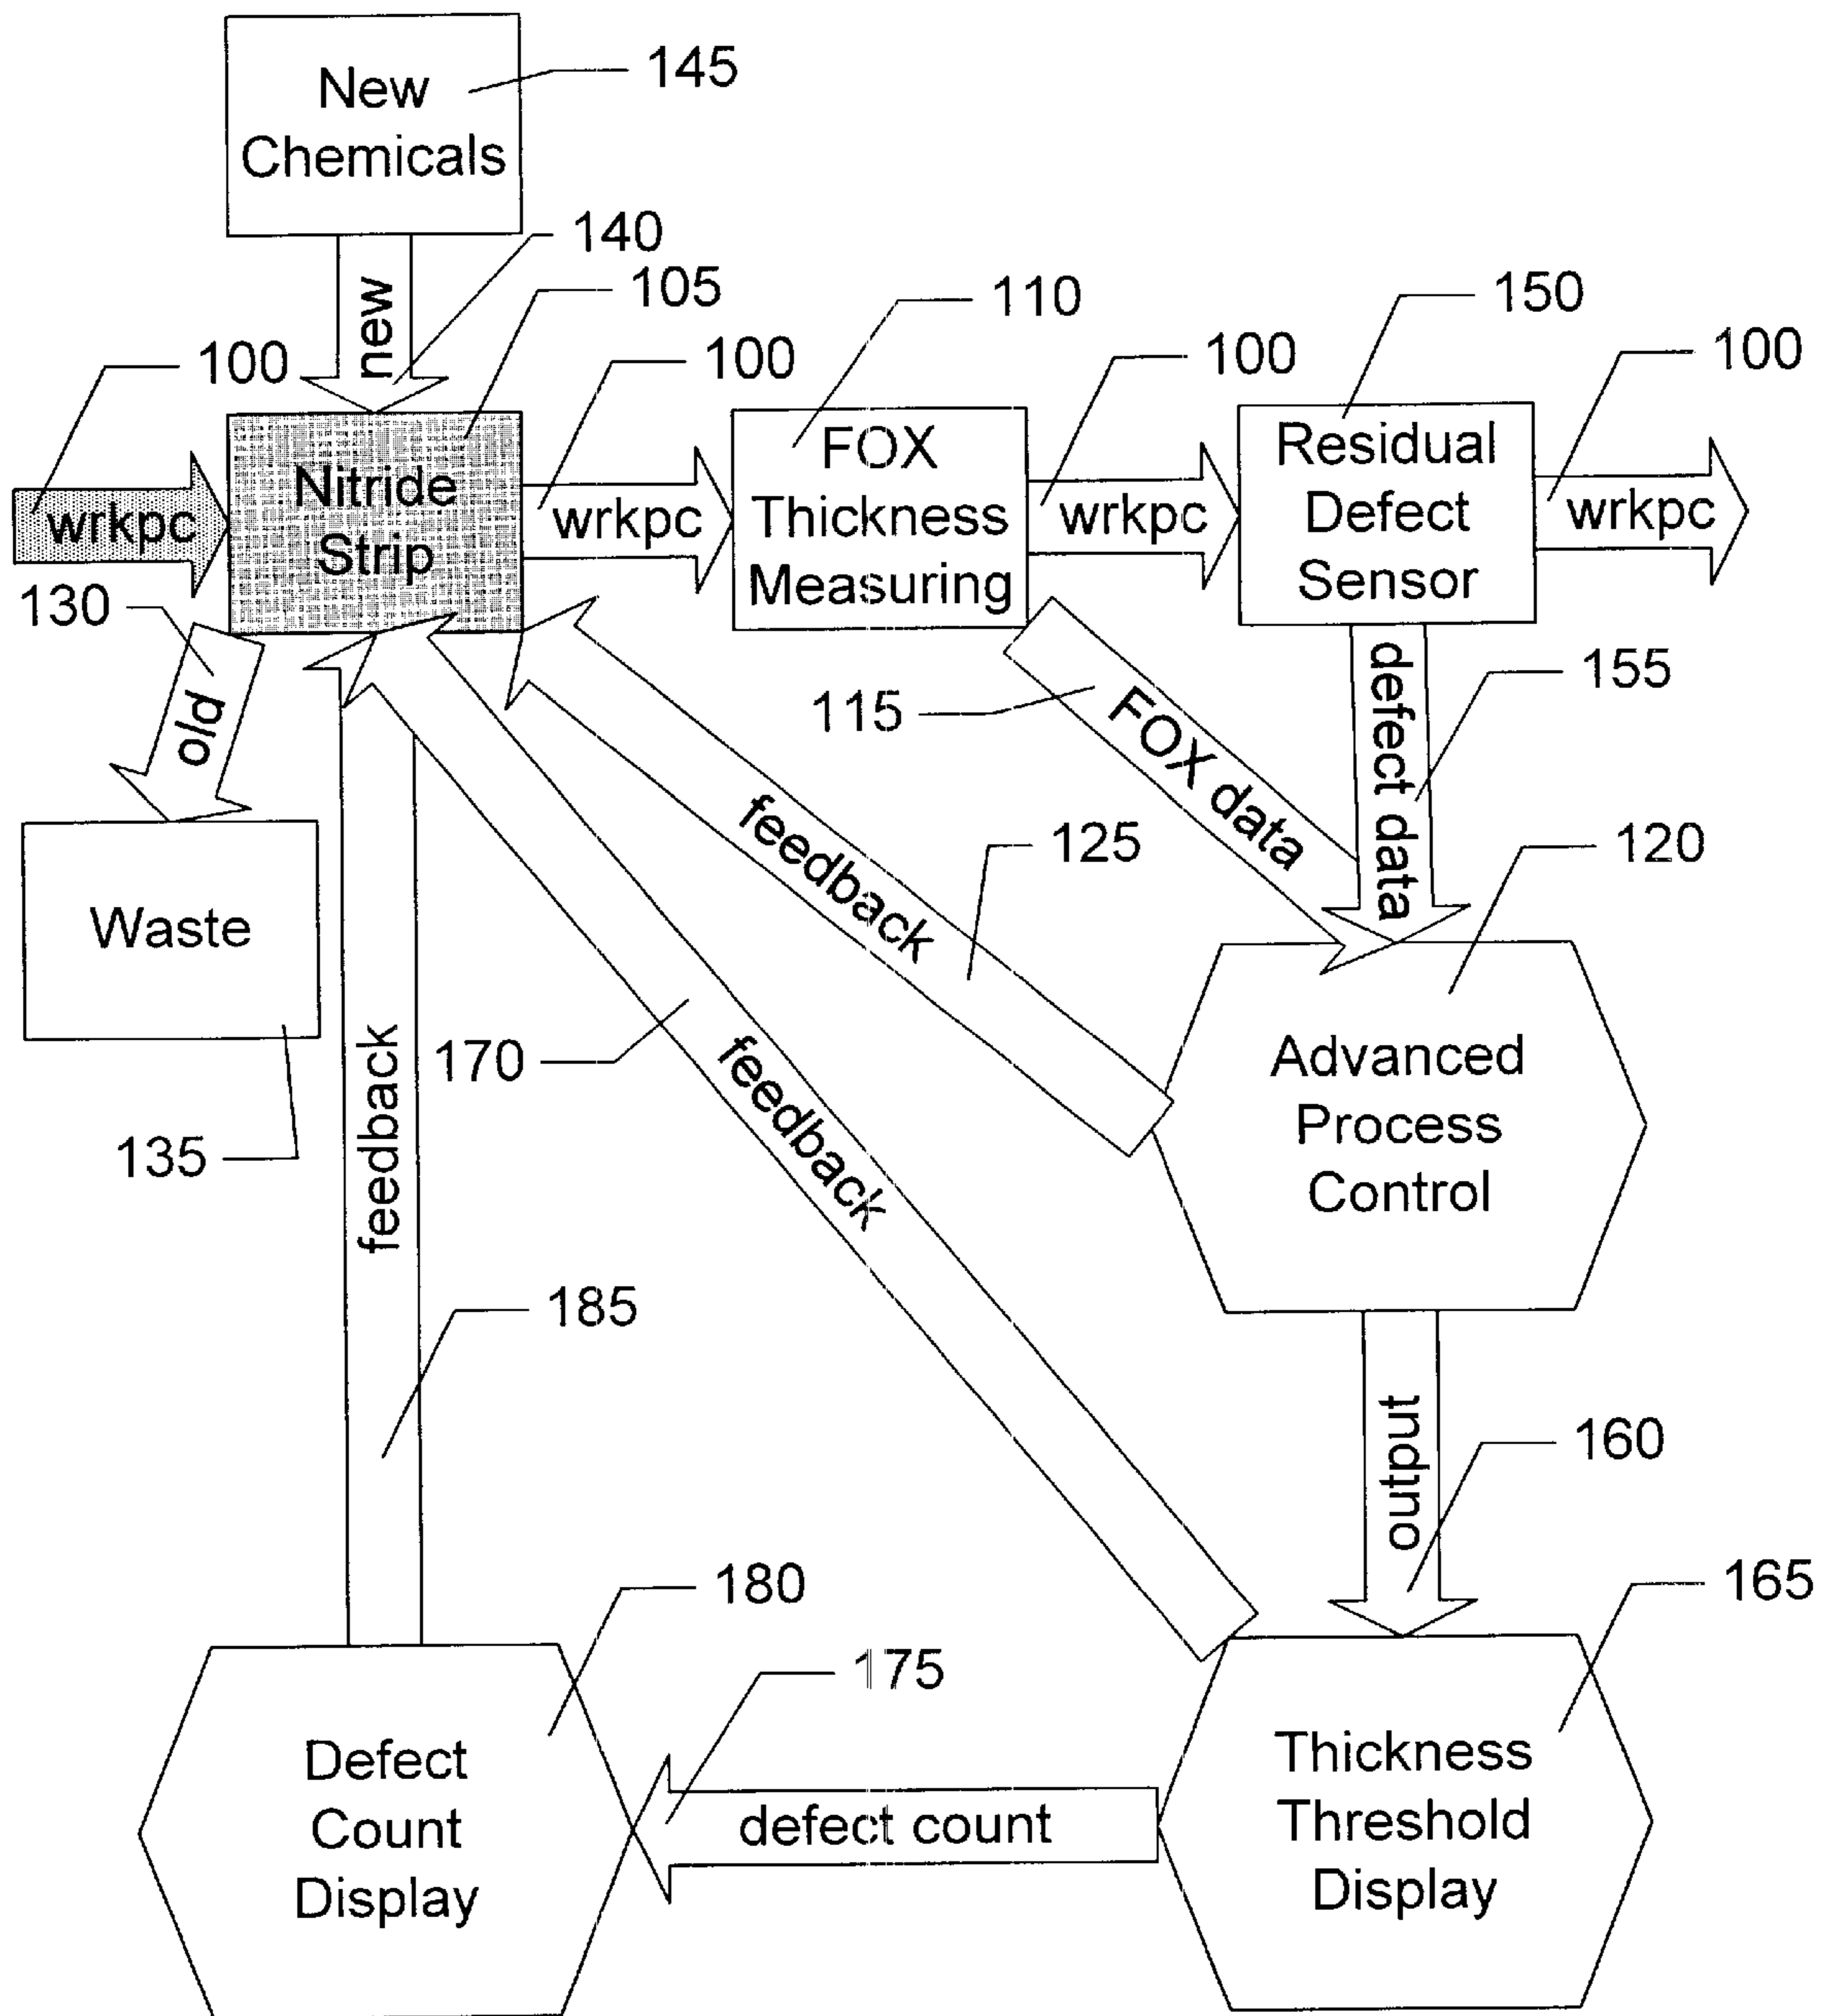 New
Chemicals
145
new
140
105
100
wrkpc
Nitride
Strip
100
wrkpc
110
FOX
Thickness
Measuring
100
wrkpc
150
Residual
Defect
Sensor
100
wrkpc
130
old
Waste
135
115
FOX data
defect data
155
feedback
125
120
Advanced
Process
Control
feedback
170
feedback
185
output
160
165
Thickness
Threshold
Display
175
defect count
180
Defect
Count
Display